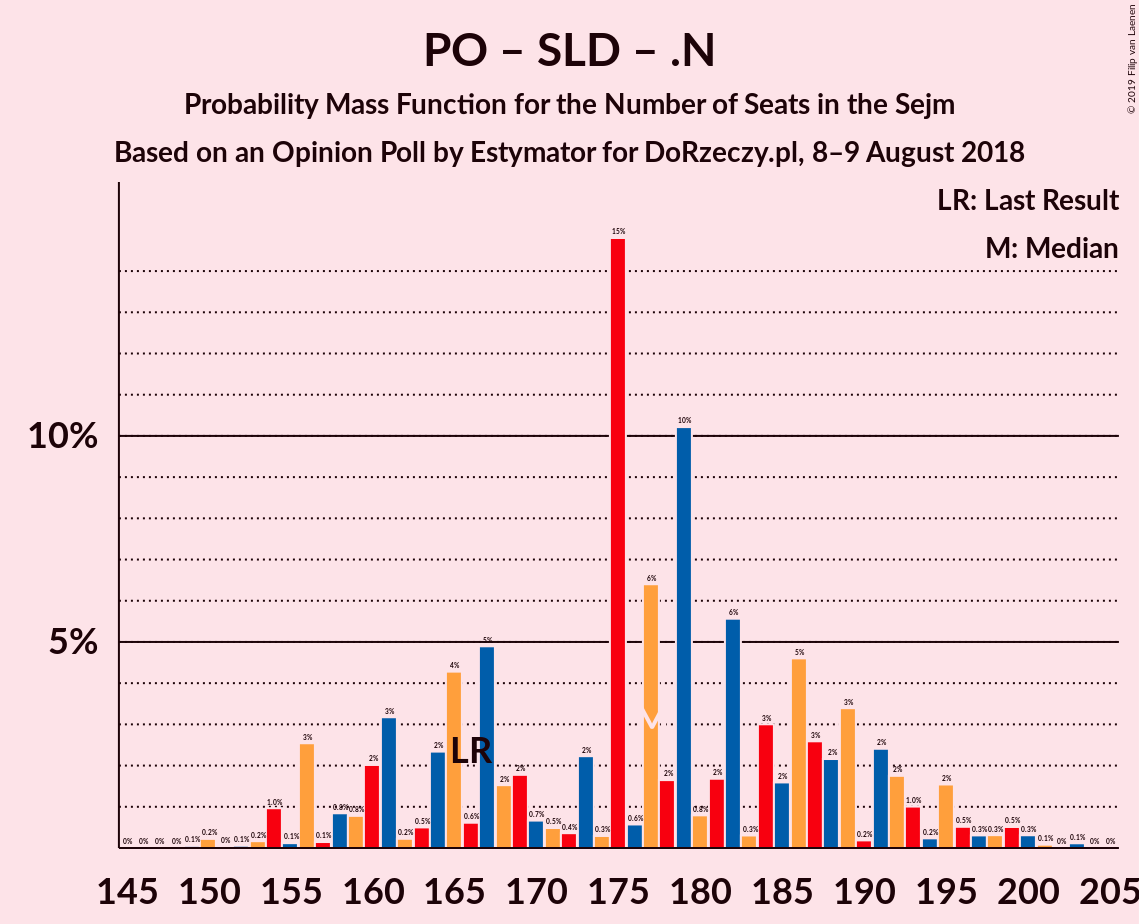 PO – SLD – .N
Probability Mass Function for the Number of Seats in the Sejm
Based on an Opinion Poll by Estymator for DoRzeczy.pl, 8–9 August 2018
© 2019 Filip van Laenen
LR: Last Result
M: Median
10%
5%
0% 0% 0% 0% 0.1% 0.2% 0% 0.1% 0.2% 1.0% 0.1% 3% 0.1% 0.8% 0.8% 2% 3% 0.2% 0.5% 2% 4% 0.6% 5% 2% 2% 0.7% 0.5% 0.4% 2% 0.3% 15% 0.6% 6% 2% 10% 0.8% 2% 6% 0.3% 3% 2% 5% 3% 2% 3% 0.2% 2% 2% 1.0% 0.2% 2% 0.5% 0.3% 0.3% 0.5% 0.3% 0.1% 0% 0.1% 0% 0%
LR
M
145 150 155 160 165 170 175 180 185 190 195 200 205